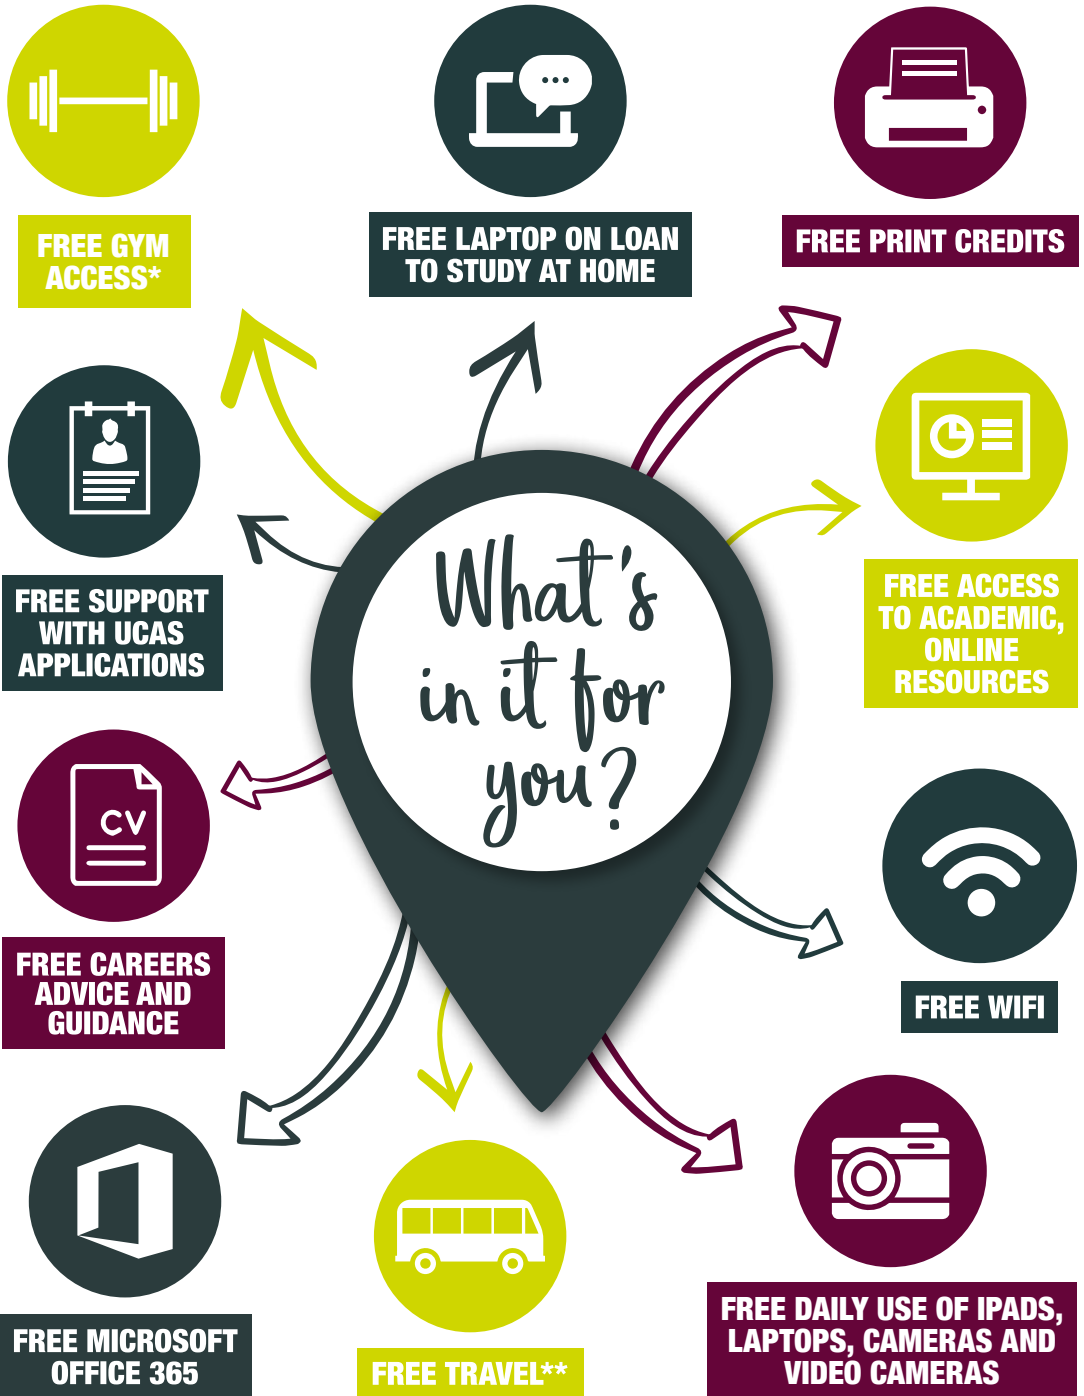 FREE GYM
ACCESS*
FREE LAPTOP ON LOAN
TO STUDY AT HOME
FREE PRINT CREDITS
FREE SUPPORT
WITH UCAS
APPLICATIONS
What's
in it for
you?
FREE ACCESS
TO ACADEMIC,
ONLINE
RESOURCES
CV
FREE CAREERS
ADVICE AND
GUIDANCE
FREE WIFI
FREE MICROSOFT
OFFICE 365
FREE TRAVEL**
FREE DAILY USE OF IPADS,
LAPTOPS, CAMERAS AND
VIDEO CAMERAS